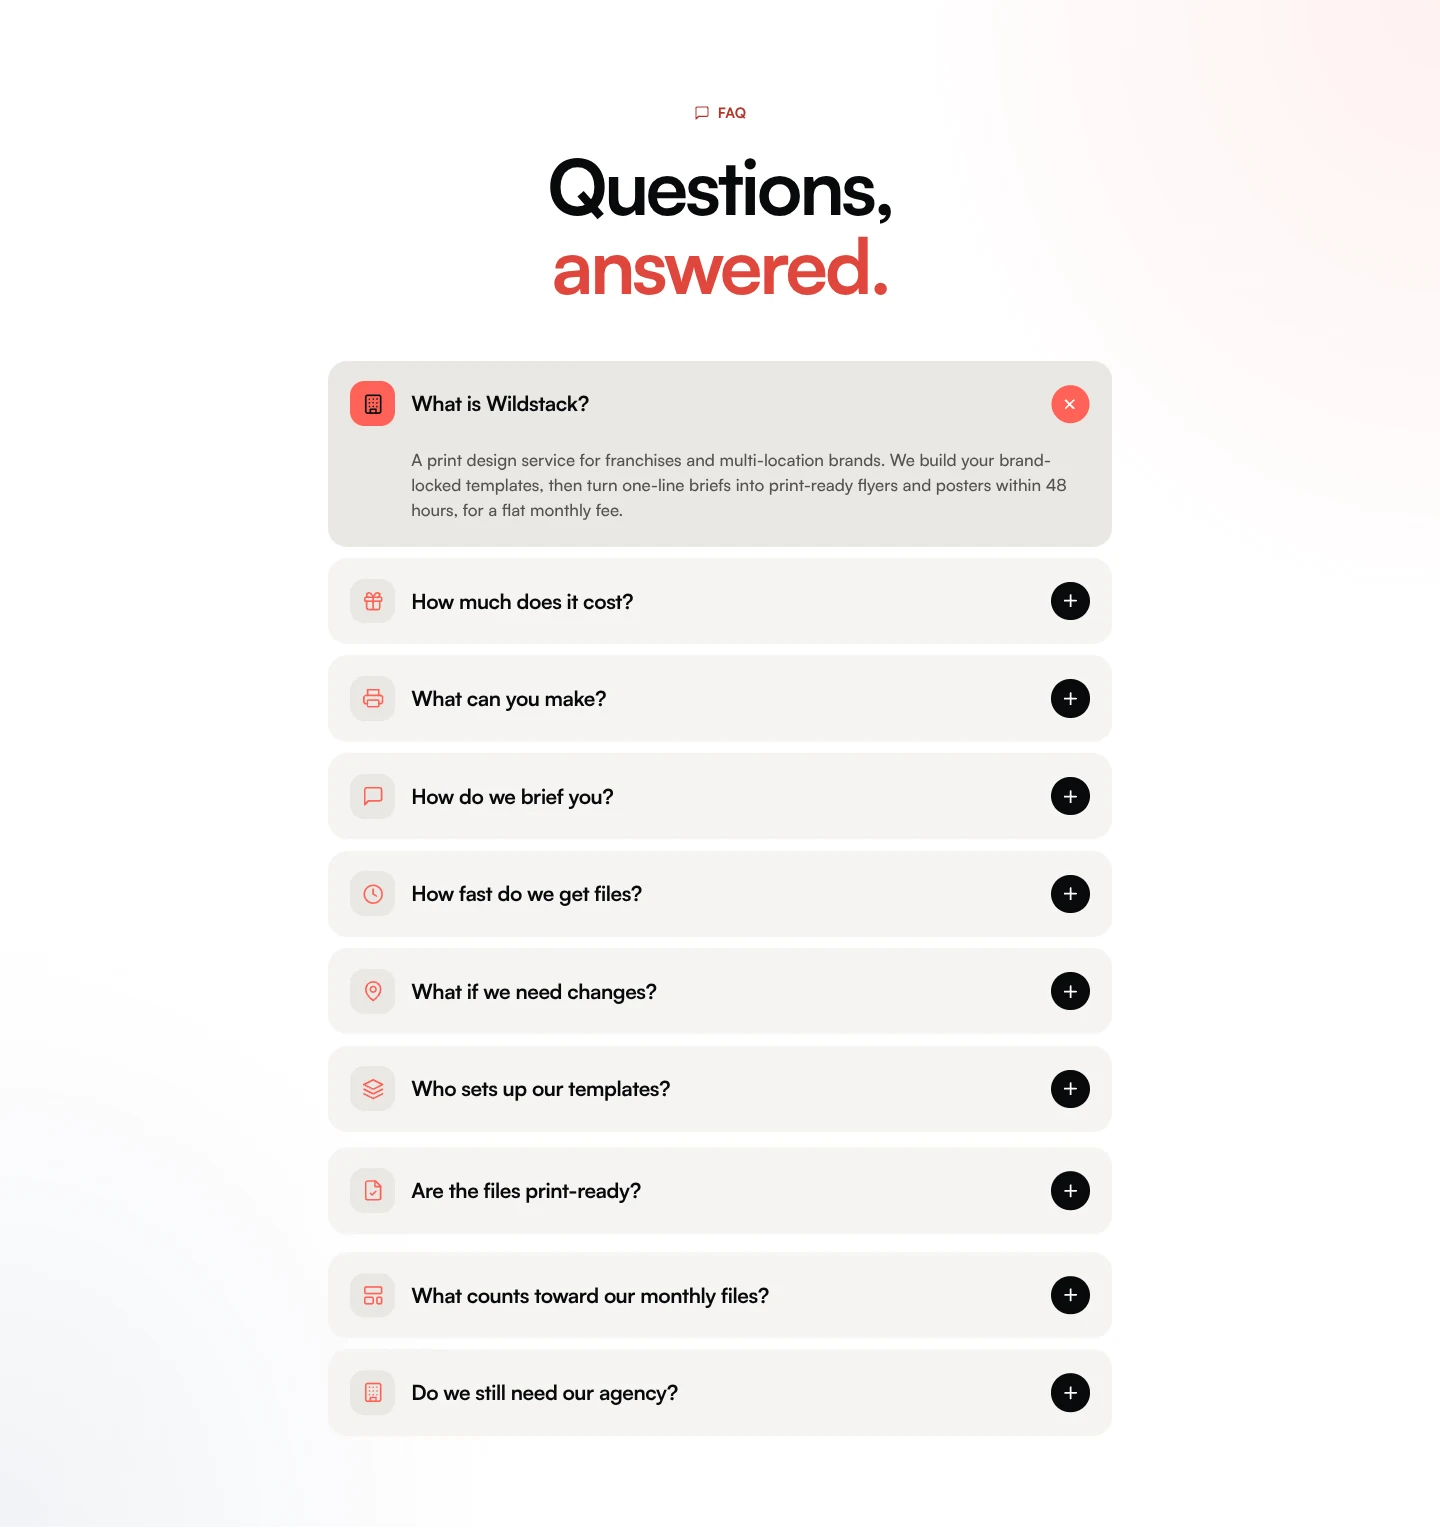 FAQ
Questions,
answered.
What is Wildstack?
A print design service for franchises and multi-location brands. We build your brand-
locked templates, then turn one-line briefs into print-ready flyers and posters within 48
hours, for a flat monthly fee.
How much does it cost?
What can you make?
How do we brief you?
How fast do we get files?
What if we need changes?
Who sets up our templates?
Are the files print-ready?
What counts toward our monthly files?
Do we still need our agency?